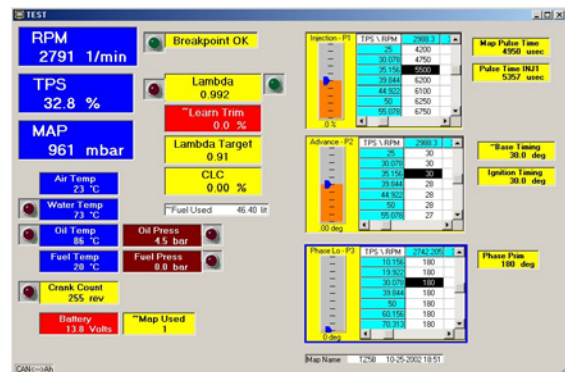 TEST
RPM
2791 1/min
Breakpoint OK
TPS
32.8 %
Lambda
0.992
~Learn Trim
0.0 %
MAP
961 mbar
Lambda Target
0.91
CLC
0.00 %
Air Temp
23 °C
~Fuel Used 46.40 lit
Water Temp
73 °C
Oil Temp
86 °C
Oil Press
4.5 bar
Fuel Temp
20 °C
Fuel Press
0.0 bar
Crank Count
255 rev
Battery
13.8 Volts
~Map Used
1
CAN<-->Ah
Injection - P1
TPS \ RPM 2988.3
25 4200
30.078 4750
35.156 5500
39.844 6200
44.922 6100
50 6250
55.078 6750
.0 %
Map Pulse Time
4950 usec
Pulse Time INJ1
5357 usec
Advance - P2
TPS \ RPM 2988.3
25 30
30.078 30
35.156 30
39.844 28
44.922 28
50 28
55.078 27
.00 deg
~Base Timing
30.0 deg
Ignition Timing
30.0 deg
Phase Lo - P3
TPS \ RPM 2742.205
10.156 180
19.922 180
30.078 180
39.844 180
50 180
60.156 180
70.313 180
0 deg
Phase Prim
180 deg
Map Name TZ5B 10-25-2002 18:51